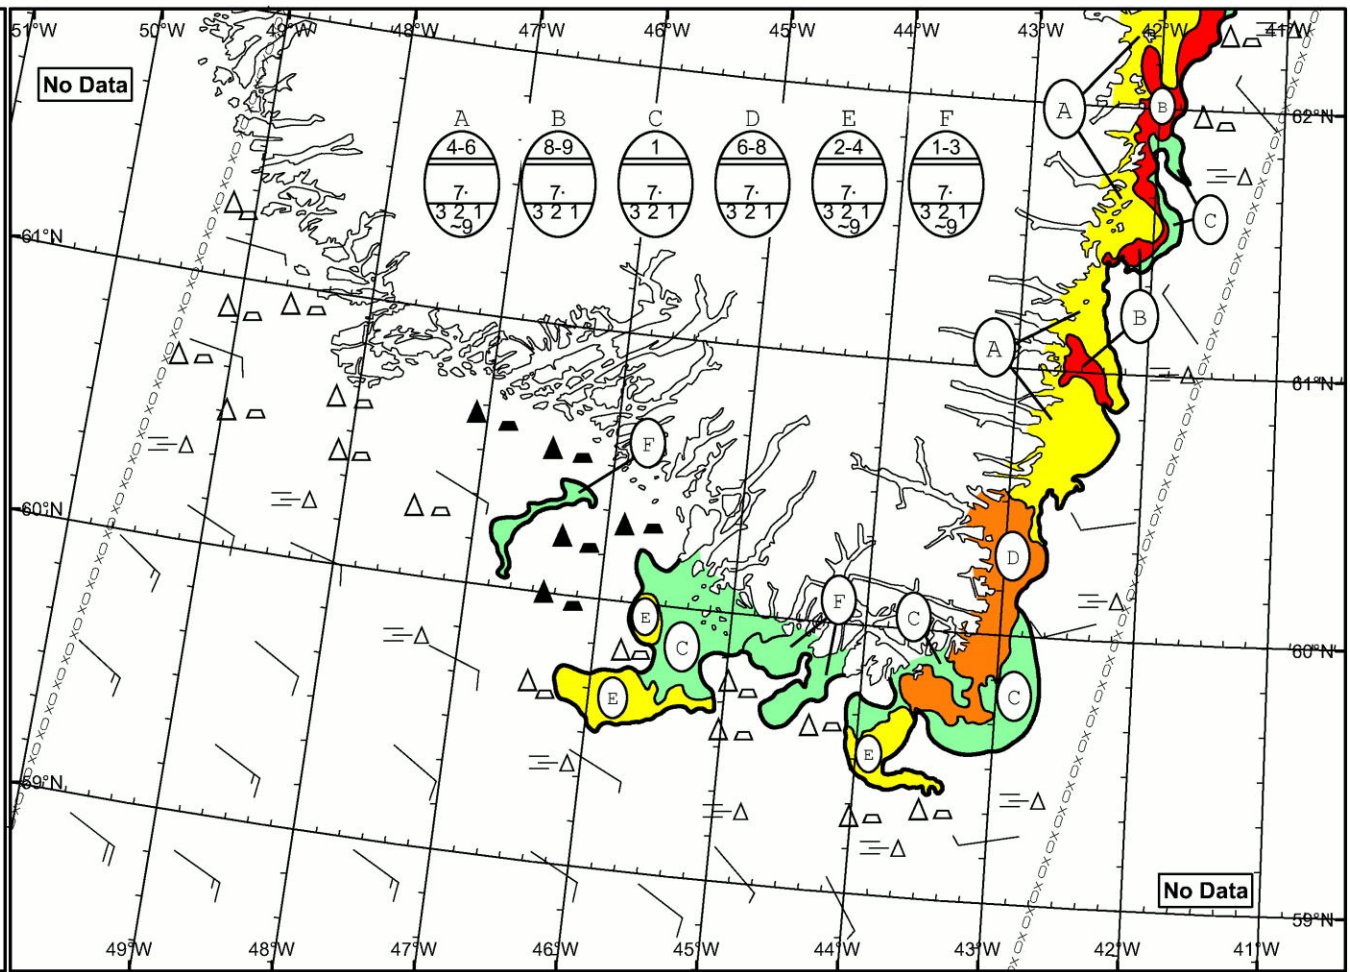 51°W 50°W 49°W 48°W 47°W 46°W 45°W 44°W 43°W 42°W 41°W
No Data
A B C D E F
4-6 8-9 1 6-8 2-4 1-3
7· 7· 7· 7· 7· 7·
3 2 1 3 2 1 3 2 1 3 2 1 3 2 1 3 2 1
~9 ~9 ~9
A
B
62°N
C
61°N
B
A
61°N
F
60°N
D
F
C
E
C
60°N
E
C
E
59°N
No Data
59°N
49°W 48°W 47°W 46°W 45°W 44°W 43°W 42°W 41°W